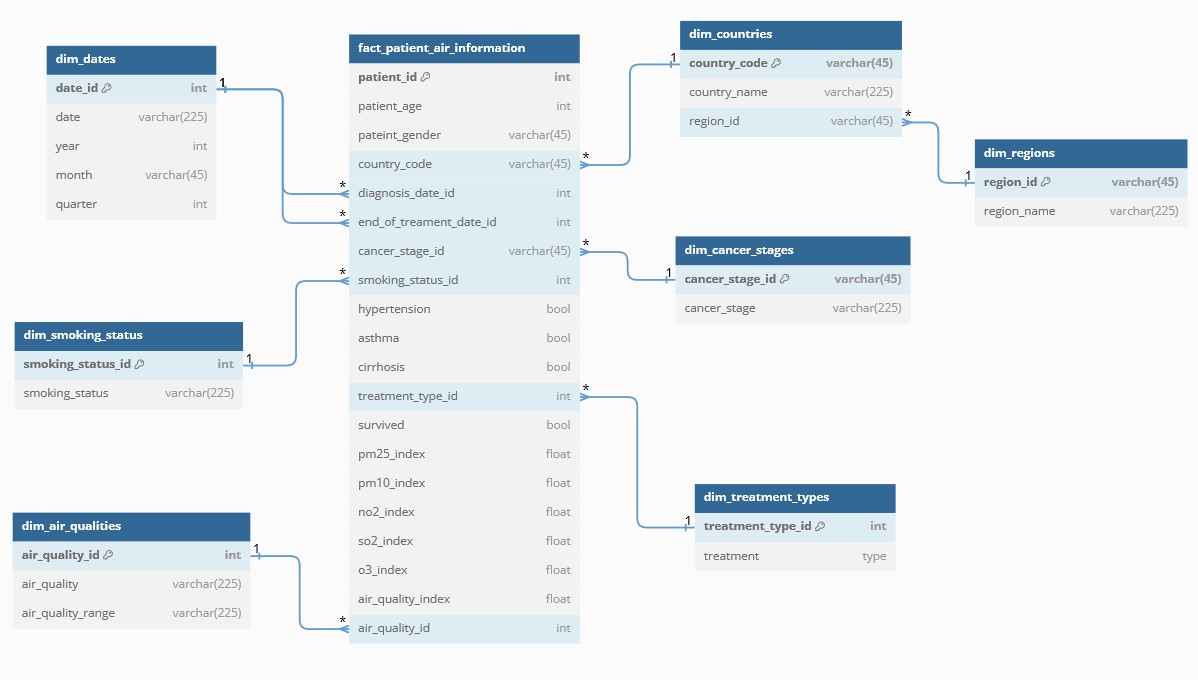 dim_dates
date_id int
date varchar(225)
year int
month varchar(45)
quarter int
1
fact_patient_air_information
patient_id int
patient_age int
pateint_gender varchar(45)
country_code varchar(45)
diagnosis_date_id int
end_of_treament_date_id int
cancer_stage_id varchar(45)
smoking_status_id int
hypertension bool
asthma bool
cirrhosis bool
treatment_type_id int
survived bool
pm25_index float
pm10_index float
no2_index float
so2_index float
o3_index float
air_quality_index float
air_quality_id int
*
*
*
*
*
*
*
dim_countries
country_code varchar(45)
country_name varchar(225)
region_id varchar(45)
1
*
dim_regions
region_id varchar(45)
region_name varchar(225)
1
dim_cancer_stages
cancer_stage_id varchar(45)
cancer_stage varchar(225)
1
dim_smoking_status
smoking_status_id int
smoking_status varchar(225)
1
dim_treatment_types
treatment_type_id int
treatment type
1
dim_air_qualities
air_quality_id int
air_quality varchar(225)
air_quality_range varchar(225)
1